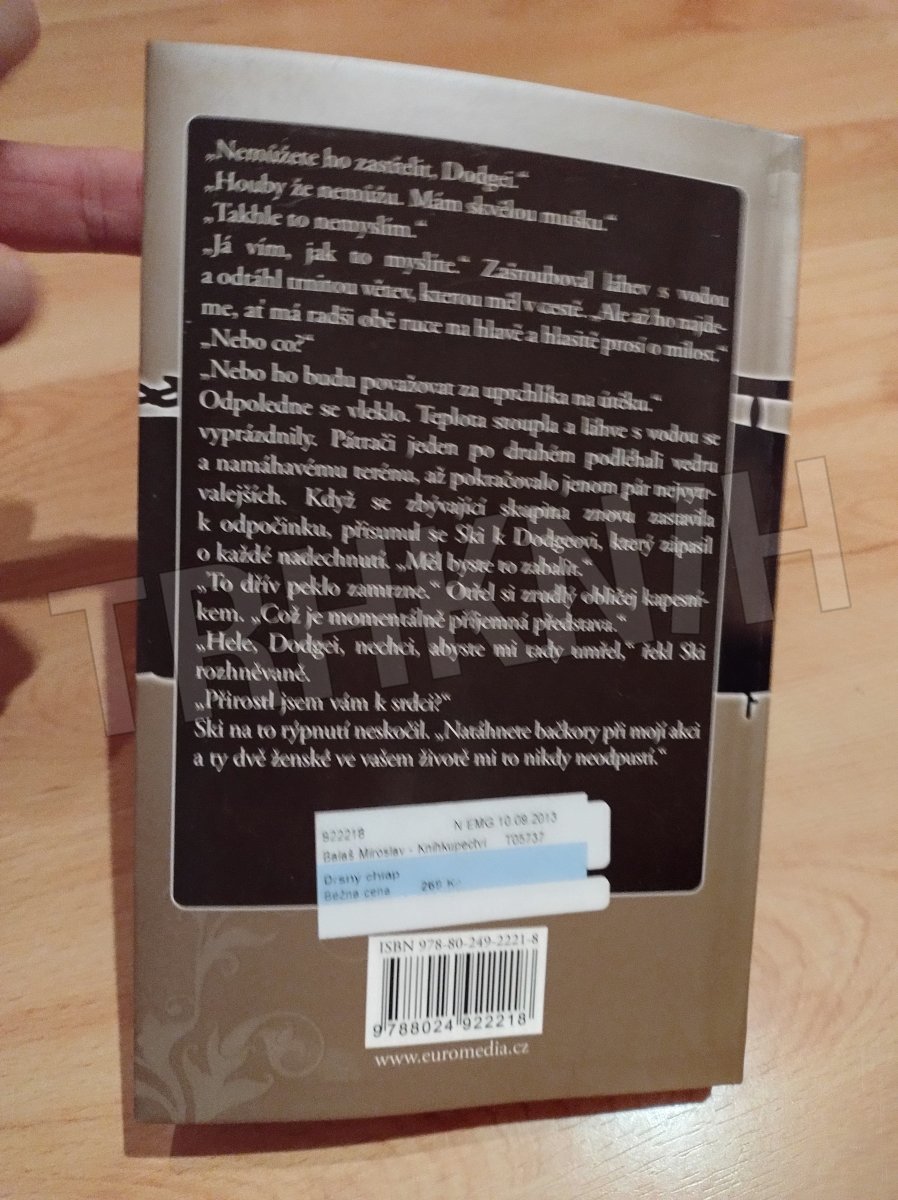 „Nemůžete ho zastřelit, Dodgei.“
„Houby že nemůžu. Mám skvělou mušku.“
„Takhle to nemyslím.“
„Já vím, jak to myslíte.“ Zašrouboval láhev s vodou
a odtáhl trnitou větev, kterou měl v cestě. „Ale až ho najde-
me, ať má radši obě ruce na hlavě a hlasitě prosí o milost.“
„Nebo co?“
„Nebo ho budu považovat za uprchlíka na útěku.“
Odpoledne se vleklo. Teplota stoupla a láhve s vodou se
vyprázdnily. Pátrači jeden po druhém podléhali vedru
a namáhavému terénu, až pokračovalo jenom pár nejvytr-
valejších. Když se zbývající skupina znovu zastavila
k odpočinku, přisunul se Ski k Dodgeovi, který zápasil
o každé nadechnutí. „Měl byste to zabalit.“
„To dřív peklo zamrzne.“ Otřel si zrudlý obličej kapesní-
kem. „Což je momentálně příjemná představa.“
„Hele, Dodgei, nechci, abyste mi tady umřel,“ řekl Ski
rozhněvaně.
„Přirostl jsem vám k srdci?“
Ski na to rýpnutí neskočil. „Natáhnete bačkory při mojí akci
a ty dvě ženské ve vašem životě mi to nikdy neodpustí.“
TRHKNIH
822218 N EMG 10.09.2013
Balaš Miroslav - Knihkupectví T05737
Drsný chlap
Běžná cena 269 Kč
ISBN 978-80-249-2221-8
9 788024 922218
www.euromedia.cz